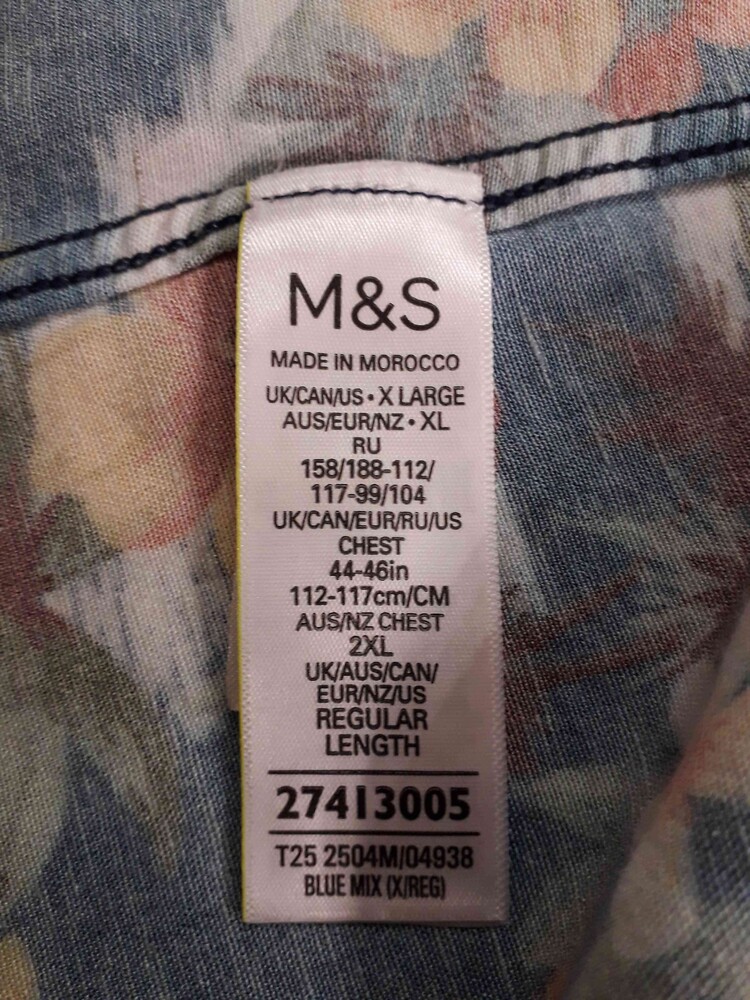 M&S
MADE IN MOROCCO
UK/CAN/US • X LARGE
AUS/EUR/NZ • XL
RU
158/188-112/
117-99/104
UK/CAN/EUR/RU/US
CHEST
44-46in
112-117cm/CM
AUS/NZ CHEST
2XL
UK/AUS/CAN/
EUR/NZ/US
REGULAR
LENGTH
27413005
T25 2504M/04938
BLUE MIX (X/REG)